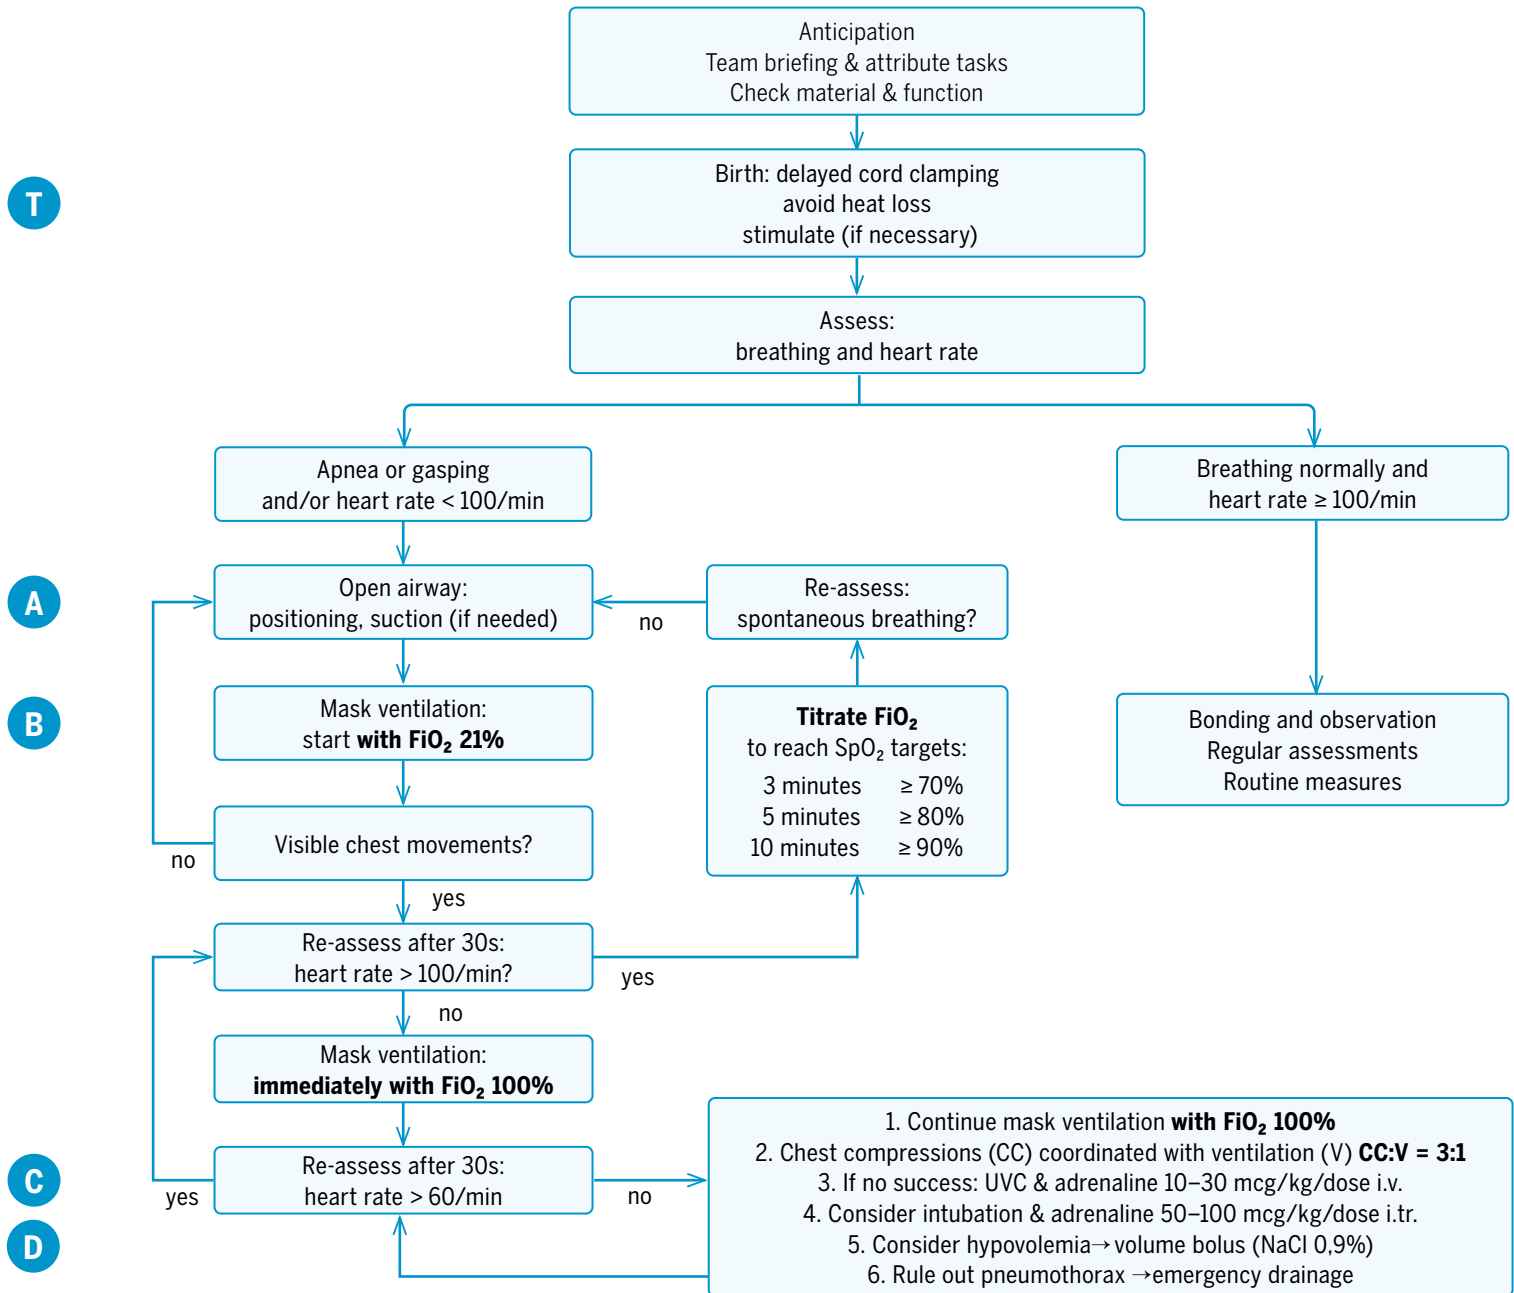 Anticipation
Team briefing & attribute tasks
Check material & function
T
Birth: delayed cord clamping
avoid heat loss
stimulate (if necessary)
Assess:
breathing and heart rate
Apnea or gasping
and/or heart rate < 100/min
Breathing normally and
heart rate ≥ 100/min
A
Open airway:
positioning, suction (if needed)
no
Re-assess:
spontaneous breathing?
B
Mask ventilation:
start with FiO₂ 21%
Titrate FiO₂
to reach SpO₂ targets:
3 minutes ≥ 70%
5 minutes ≥ 80%
10 minutes ≥ 90%
Bonding and observation
Regular assessments
Routine measures
Visible chest movements?
no
yes
Re-assess after 30s:
heart rate > 100/min?
yes
no
Mask ventilation:
immediately with FiO₂ 100%
C
Re-assess after 30s:
heart rate > 60/min
yes
no
D
1. Continue mask ventilation with FiO₂ 100%
2. Chest compressions (CC) coordinated with ventilation (V) CC:V = 3:1
3. If no success: UVC & adrenaline 10–30 mcg/kg/dose i.v.
4. Consider intubation & adrenaline 50–100 mcg/kg/dose i.tr.
5. Consider hypovolemia→volume bolus (NaCl 0,9%)
6. Rule out pneumothorax →emergency drainage